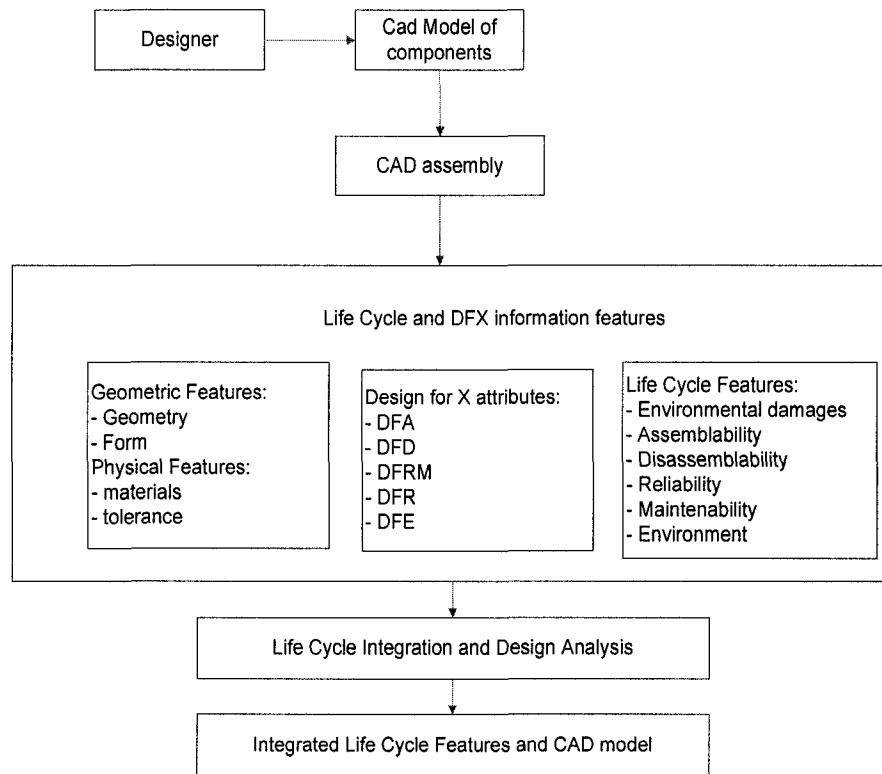 Designer
Cad Model of
components
CAD assembly
Life Cycle and DFX information features
Geometric Features:
- Geometry
- Form
Physical Features:
- materials
- tolerance
Design for X attributes:
- DFA
- DFD
- DFRM
- DFR
- DFE
Life Cycle Features:
- Environmental damages
- Assemblability
- Disassemblability
- Reliability
- Maintenability
- Environment
Life Cycle Integration and Design Analysis
Integrated Life Cycle Features and CAD model